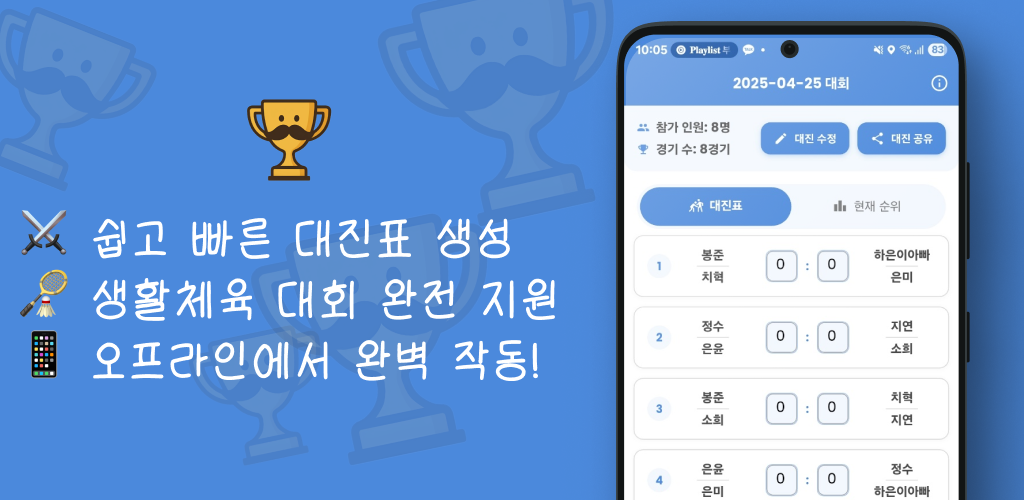 쉽고 빠른 대진표 생성
생활체육 대회 완전 지원
오프라인에서 완벽 작동!
10:05 Playlist 83
2025-04-25 대회
참가 인원: 8명
경기 수: 8경기
대진 수정
대진 공유
대진표
현재 순위
1 봉준 0 : 0 하은이아빠
치혁 은미
2 정수 0 : 0 지연
은윤 소희
3 봉준 0 : 0 치혁
소희 지연
4 은윤 0 : 0 정수
은미 하은이아빠